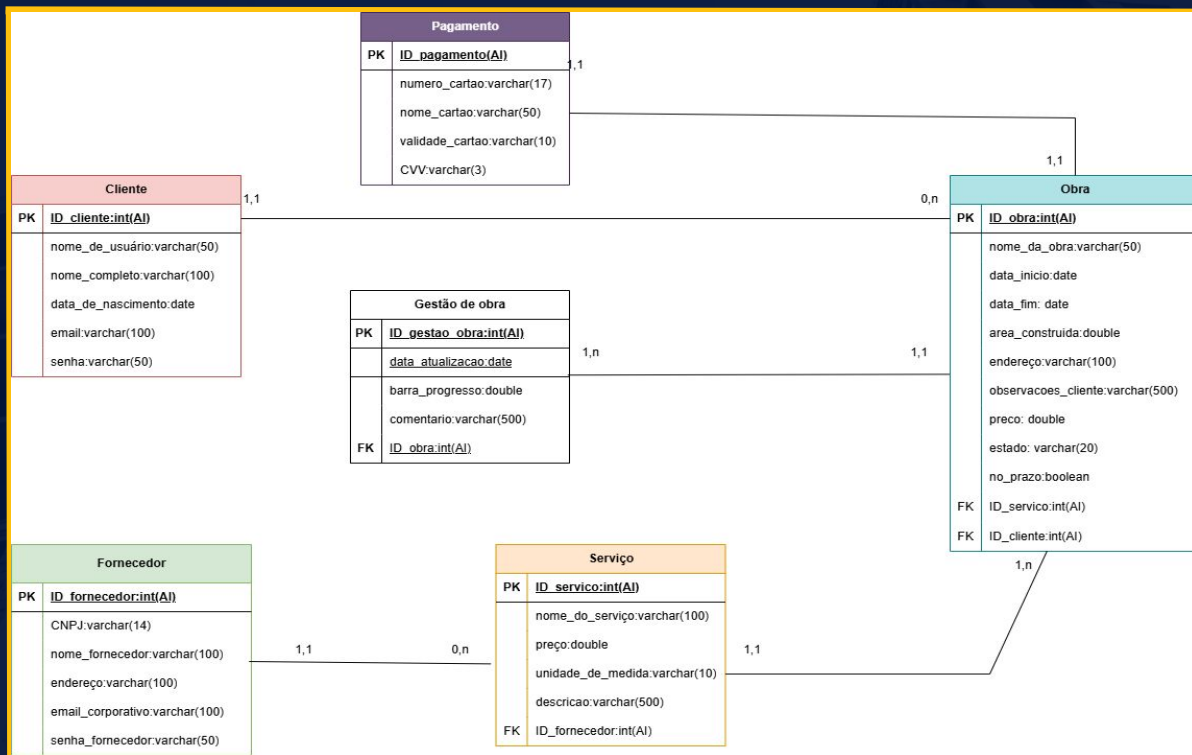 Pagamento
PK ID_pagamento(AI)
numero_cartao:varchar(17)
nome_cartao:varchar(50)
validade_cartao:varchar(10)
CVV:varchar(3)
1,1
1,1
Cliente
PK ID_cliente:int(AI)
nome_de_usuário:varchar(50)
nome_completo:varchar(100)
data_de_nascimento:date
email:varchar(100)
senha:varchar(50)
1,1
0,n
Obra
PK ID_obra:int(AI)
nome_da_obra:varchar(50)
data_inicio:date
data_fim: date
area_construida:double
endereço:varchar(100)
observacoes_cliente:varchar(500)
preco: double
estado: varchar(20)
no_prazo:boolean
FK ID_servico:int(AI)
FK ID_cliente:int(AI)
Gestão de obra
PK ID_gestao_obra:int(AI)
data_atualizacao:date
barra_progresso:double
comentario:varchar(500)
FK ID_obra:int(AI)
1,n
1,1
Fornecedor
PK ID_fornecedor:int(AI)
CNPJ:varchar(14)
nome_fornecedor:varchar(100)
endereço:varchar(100)
email_corporativo:varchar(100)
senha_fornecedor:varchar(50)
1,1
0,n
Serviço
PK ID_servico:int(AI)
nome_do_serviço:varchar(100)
preço:double
unidade_de_medida:varchar(10)
descricao:varchar(500)
FK ID_fornecedor:int(AI)
1,1
1,n